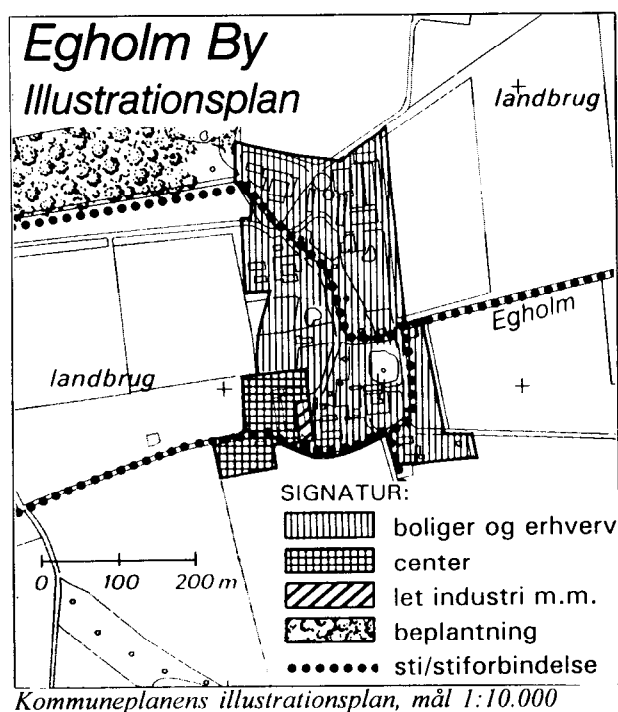 Egholm By
Illustrationsplan
landbrug
Egholm
landbrug
SIGNATUR:
boliger og erhverv
center
let industri m.m.
beplantning
sti/stiforbindelse
0 100 200 m
Kommuneplanens illustrationsplan, mål 1:10.000